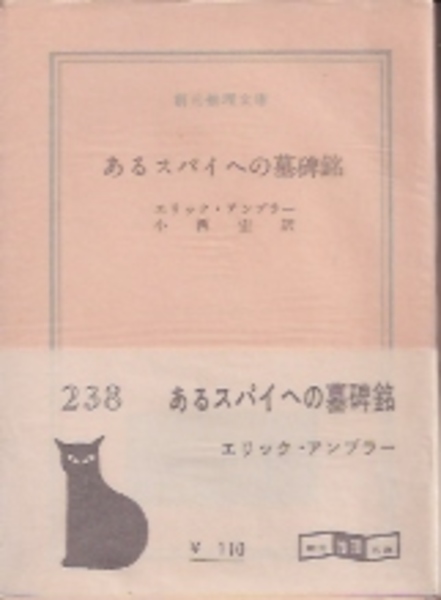 創元推理文庫
あるスパイへの墓碑銘
エリック・アンブラー
小西宏訳
238 あるスパイへの墓碑銘
エリック・アンブラー
¥ 110